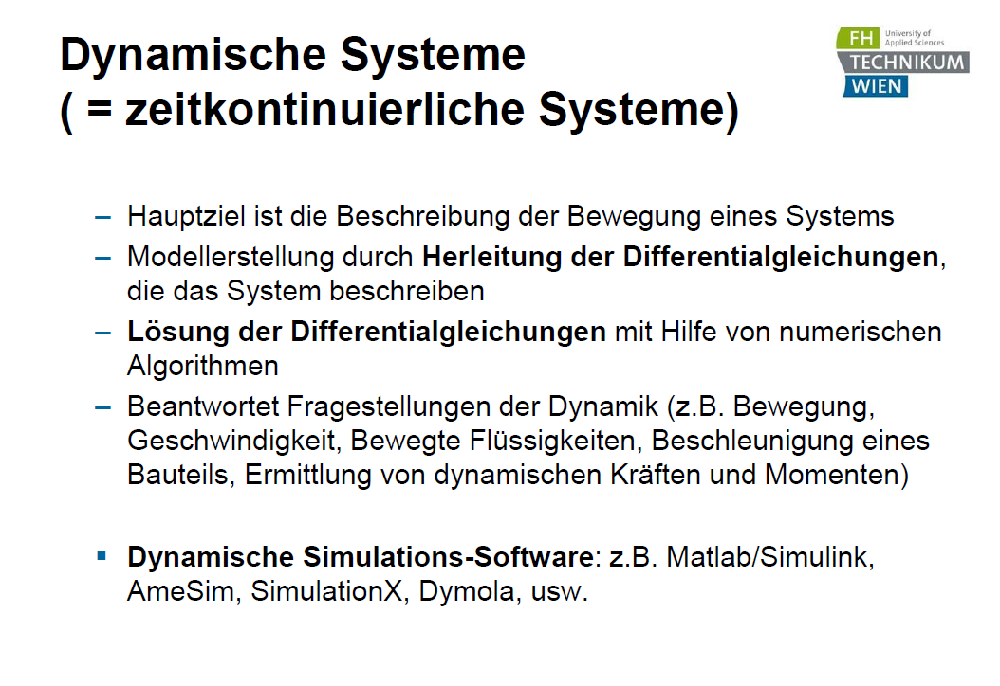 Dynamische Systeme
( = zeitkontinuierliche Systeme)
FH University of
Applied Sciences
TECHNIKUM
WIEN
– Hauptziel ist die Beschreibung der Bewegung eines Systems
– Modellerstellung durch Herleitung der Differentialgleichungen,
die das System beschreiben
– Lösung der Differentialgleichungen mit Hilfe von numerischen
Algorithmen
– Beantwortet Fragestellungen der Dynamik (z.B. Bewegung,
Geschwindigkeit, Bewegte Flüssigkeiten, Beschleunigung eines
Bauteils, Ermittlung von dynamischen Kräften und Momenten)
▪ Dynamische Simulations-Software: z.B. Matlab/Simulink,
AmeSim, SimulationX, Dymola, usw.